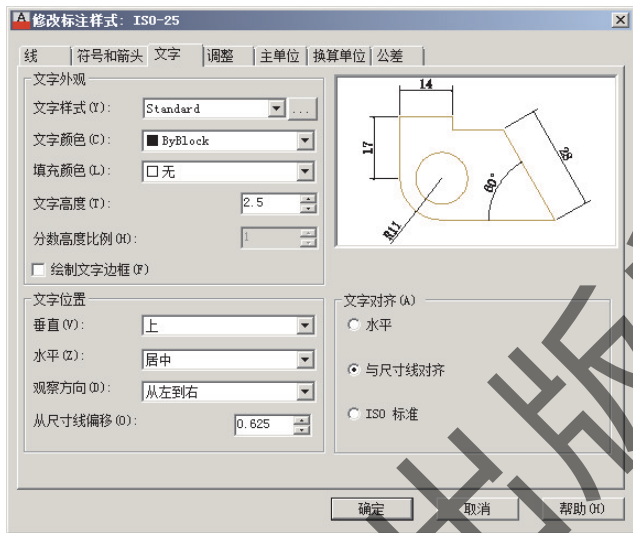 修改标注样式: ISO-25
线 符号和箭头 文字 调整 主单位 换算单位 公差
文字外观
文字样式(Y): Standard ...
文字颜色(C): ByBlock
填充颜色(L): 无
文字高度(T): 2.5
分数高度比例(H): 1
绘制文字边框(F)
14
17
28
60°
R11
文字位置
垂直(V): 上
水平(Z): 居中
观察方向(D): 从左到右
从尺寸线偏移(O): 0.625
文字对齐(A)
水平
与尺寸线对齐
ISO 标准
确定 取消 帮助(H)
出版